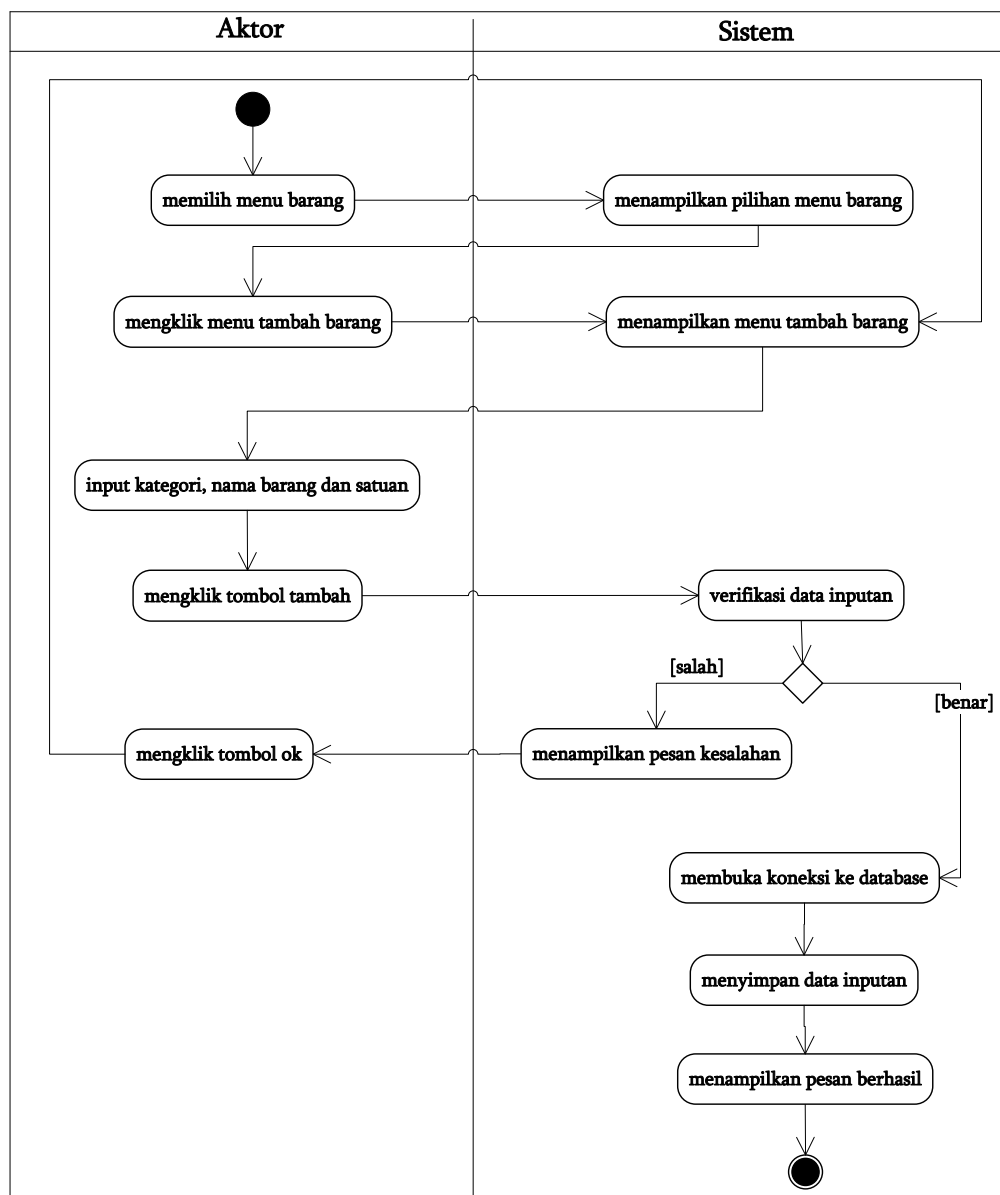 Aktor
Sistem
memilih menu barang
menampilkan pilihan menu barang
mengklik menu tambah barang
menampilkan menu tambah barang
input kategori, nama barang dan satuan
mengklik tombol tambah
verifikasi data inputan
[salah]
[benar]
mengklik tombol ok
menampilkan pesan kesalahan
membuka koneksi ke database
menyimpan data inputan
menampilkan pesan berhasil